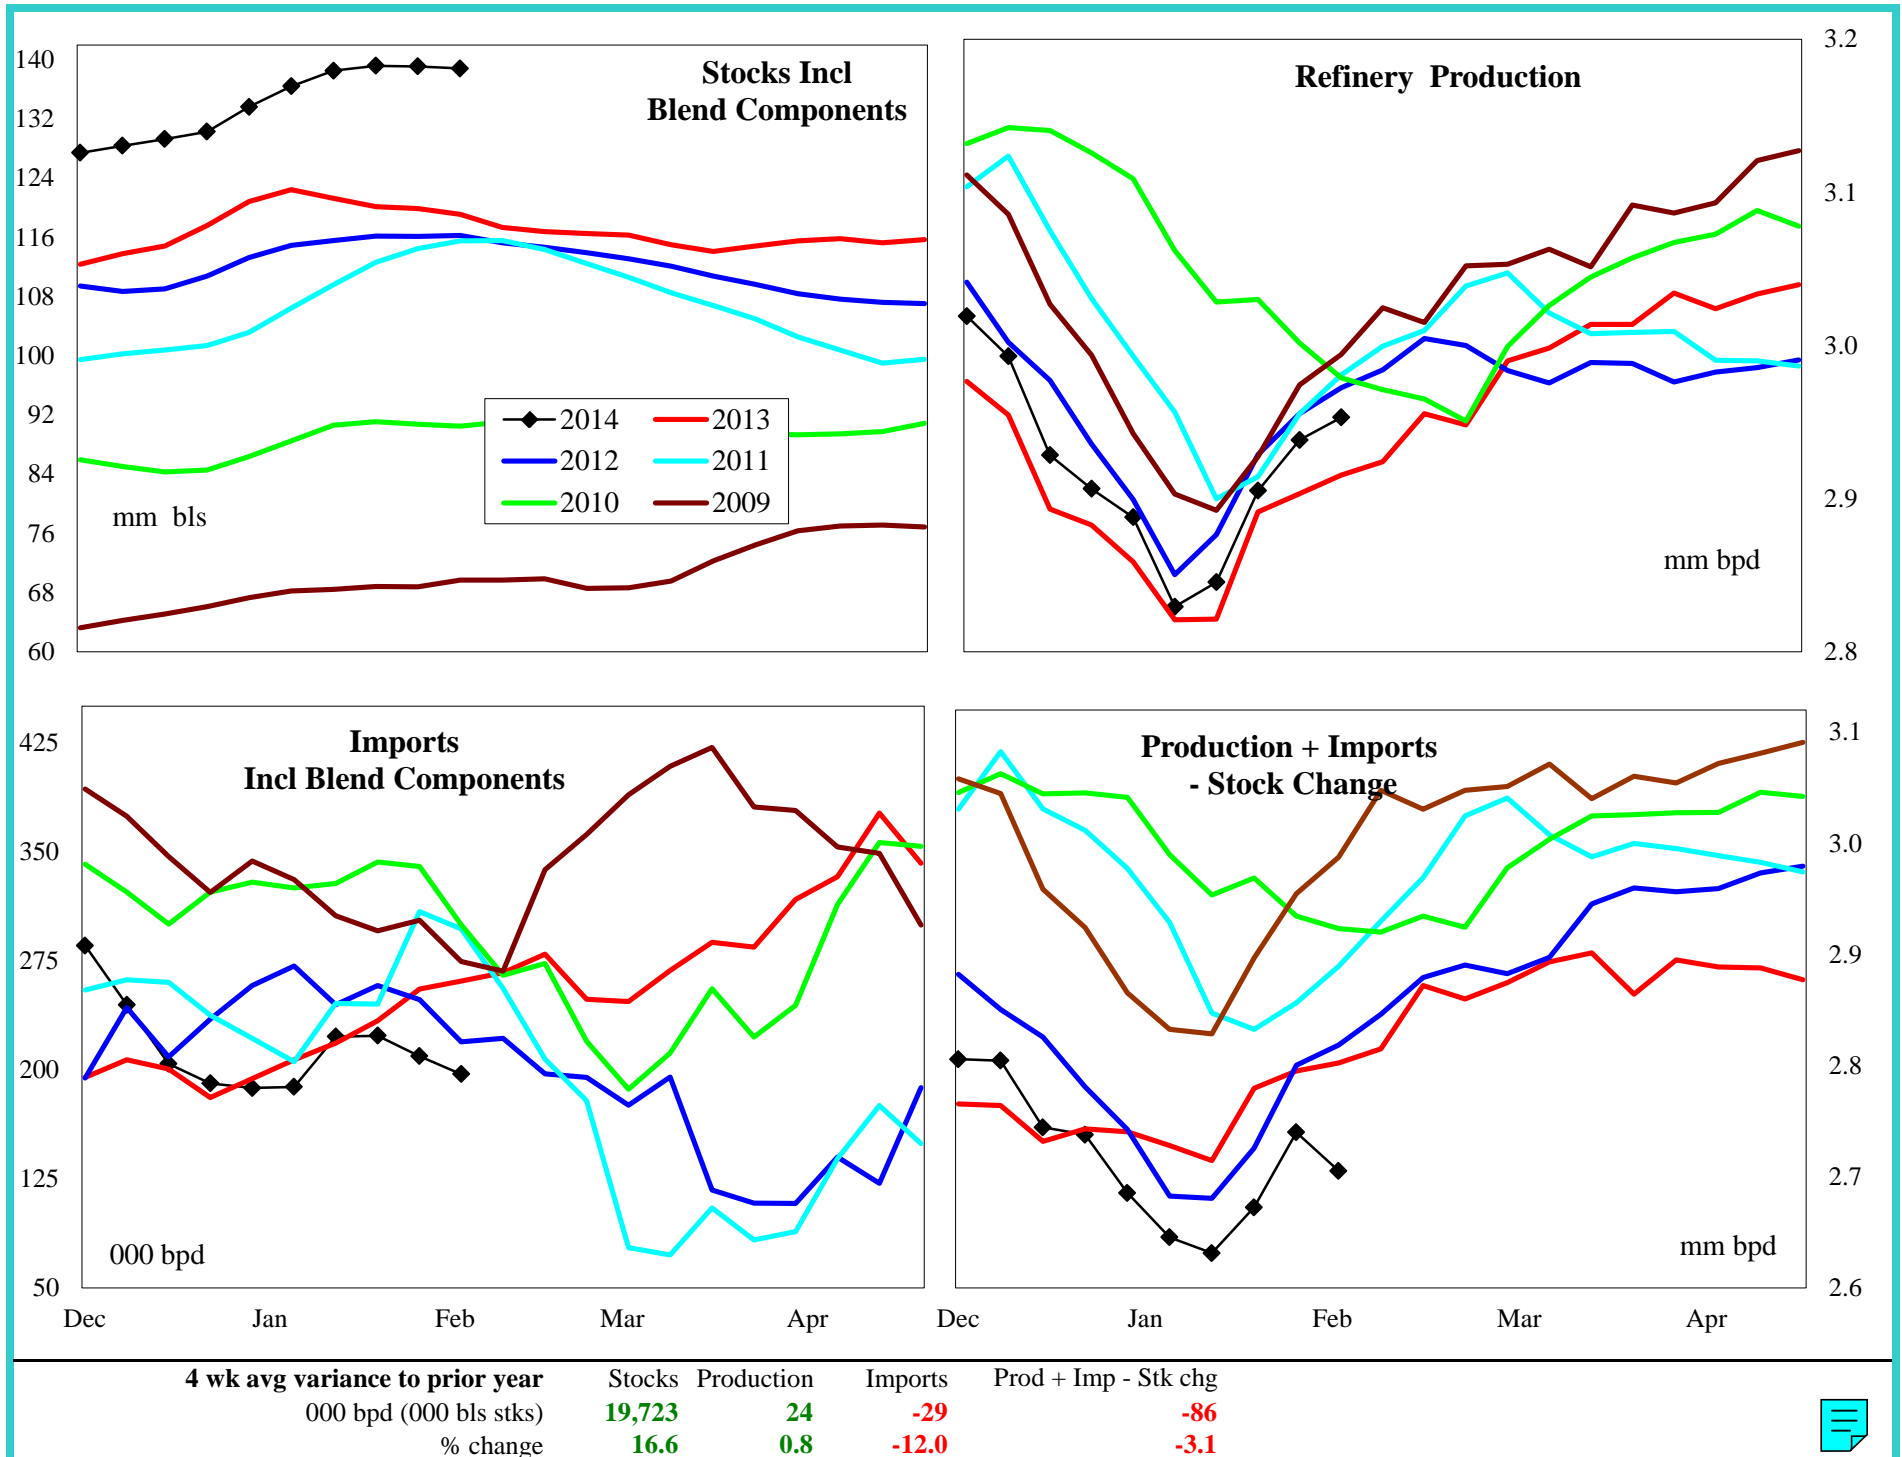 Stocks Incl
Blend Components
140
132
124
116
108
100
92
84
76
68
60
mm bls
2014 2013
2012 2011
2010 2009
Refinery Production
3.2
3.1
3.0
2.9
2.8
mm bpd
Imports
Incl Blend Components
425
350
275
200
125
50
000 bpd
Dec Jan Feb Mar Apr
Production + Imports
- Stock Change
3.1
3.0
2.9
2.8
2.7
2.6
mm bpd
Dec Jan Feb Mar Apr
4 wk avg variance to prior year Stocks Production Imports Prod + Imp - Stk chg
000 bpd (000 bls stks) 19,723 24 -29 -86
% change 16.6 0.8 -12.0 -3.1